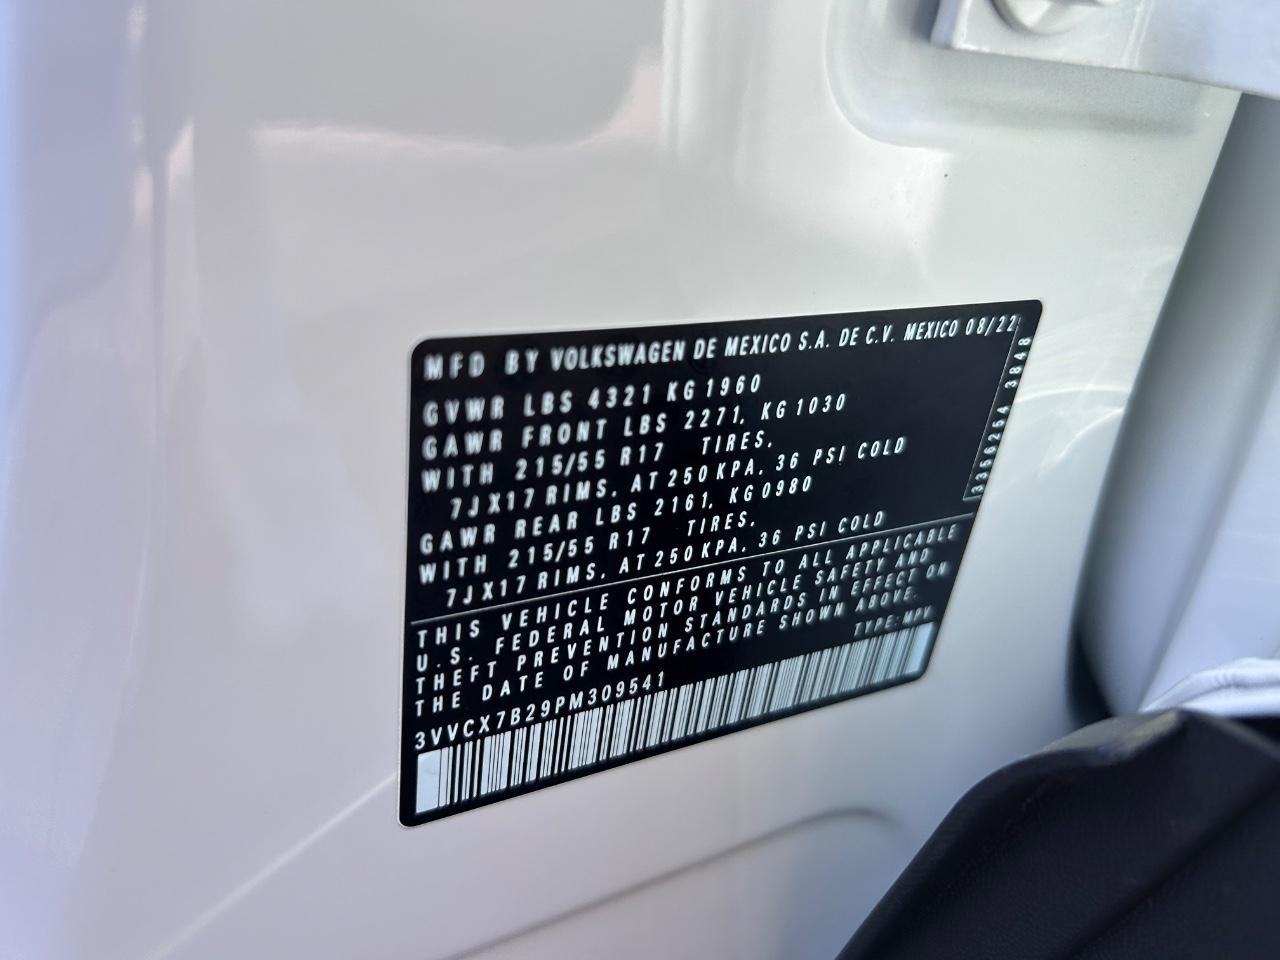 MFD BY VOLKSWAGEN DE MEXICO S.A. DE C.V. MEXICO 08/22
GVWR LBS 4321 KG 1960
GAWR FRONT LBS 2271, KG 1030
WITH 215/55 R17 TIRES,
7JX17 RIMS, AT 250 KPA, 36 PSI COLD
GAWR REAR LBS 2161, KG0980
WITH 215/55 R17 TIRES,
7JX17 RIMS, AT 250 KPA, 36 PSI COLD
THIS VEHICLE CONFORMS TO ALL APPLICABLE
U.S. FEDERAL MOTOR VEHICLE SAFETY AND
THEFT PREVENTION STANDARDS IN EFFECT ON
THE DATE OF MANUFACTURE SHOWN ABOVE.
TYPE:MPV
3VVCX7B29PM309541
3356254 3848